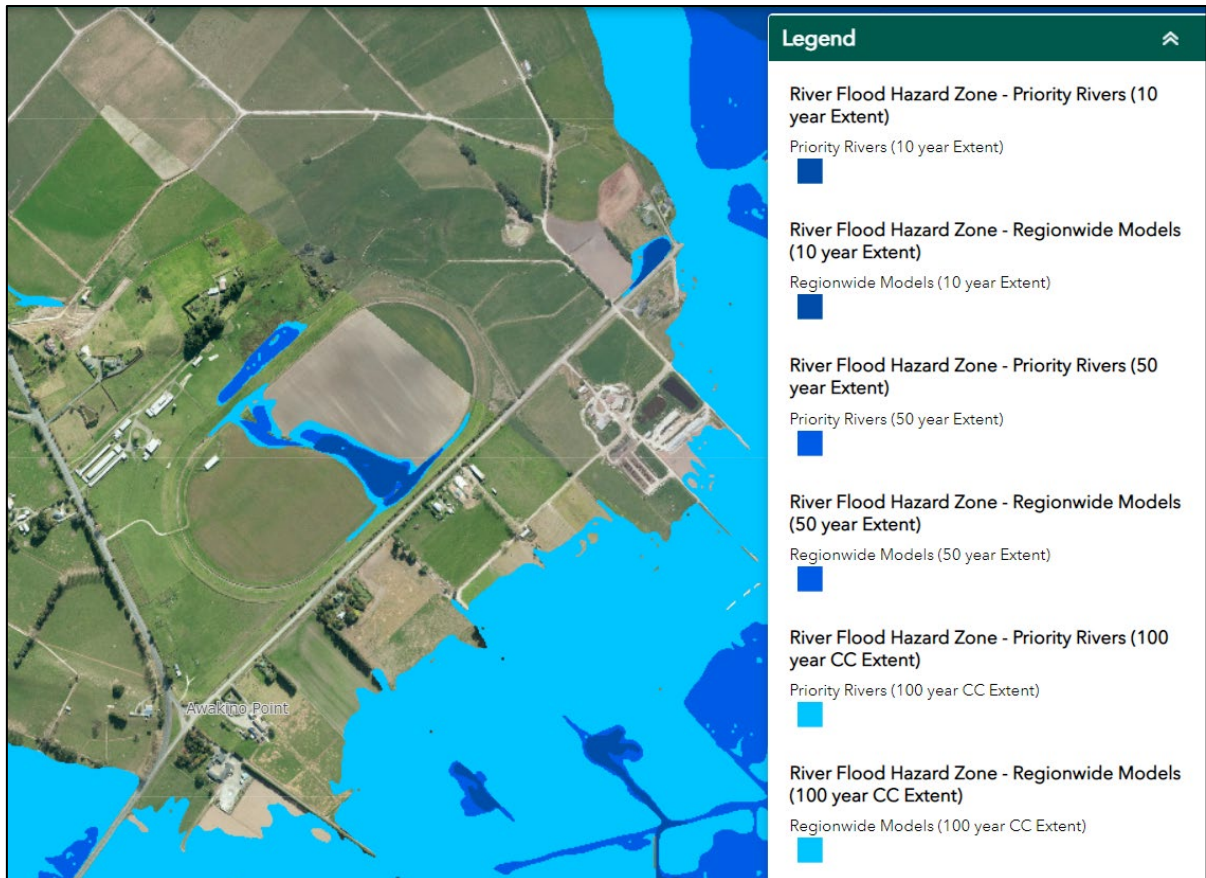 Legend
River Flood Hazard Zone - Priority Rivers (10
year Extent)
Priority Rivers (10 year Extent)
River Flood Hazard Zone - Regionwide Models
(10 year Extent)
Regionwide Models (10 year Extent)
River Flood Hazard Zone - Priority Rivers (50
year Extent)
Priority Rivers (50 year Extent)
River Flood Hazard Zone - Regionwide Models
(50 year Extent)
Regionwide Models (50 year Extent)
River Flood Hazard Zone - Priority Rivers (100
year CC Extent)
Priority Rivers (100 year CC Extent)
River Flood Hazard Zone - Regionwide Models
(100 year CC Extent)
Regionwide Models (100 year CC Extent)
Awakino Point